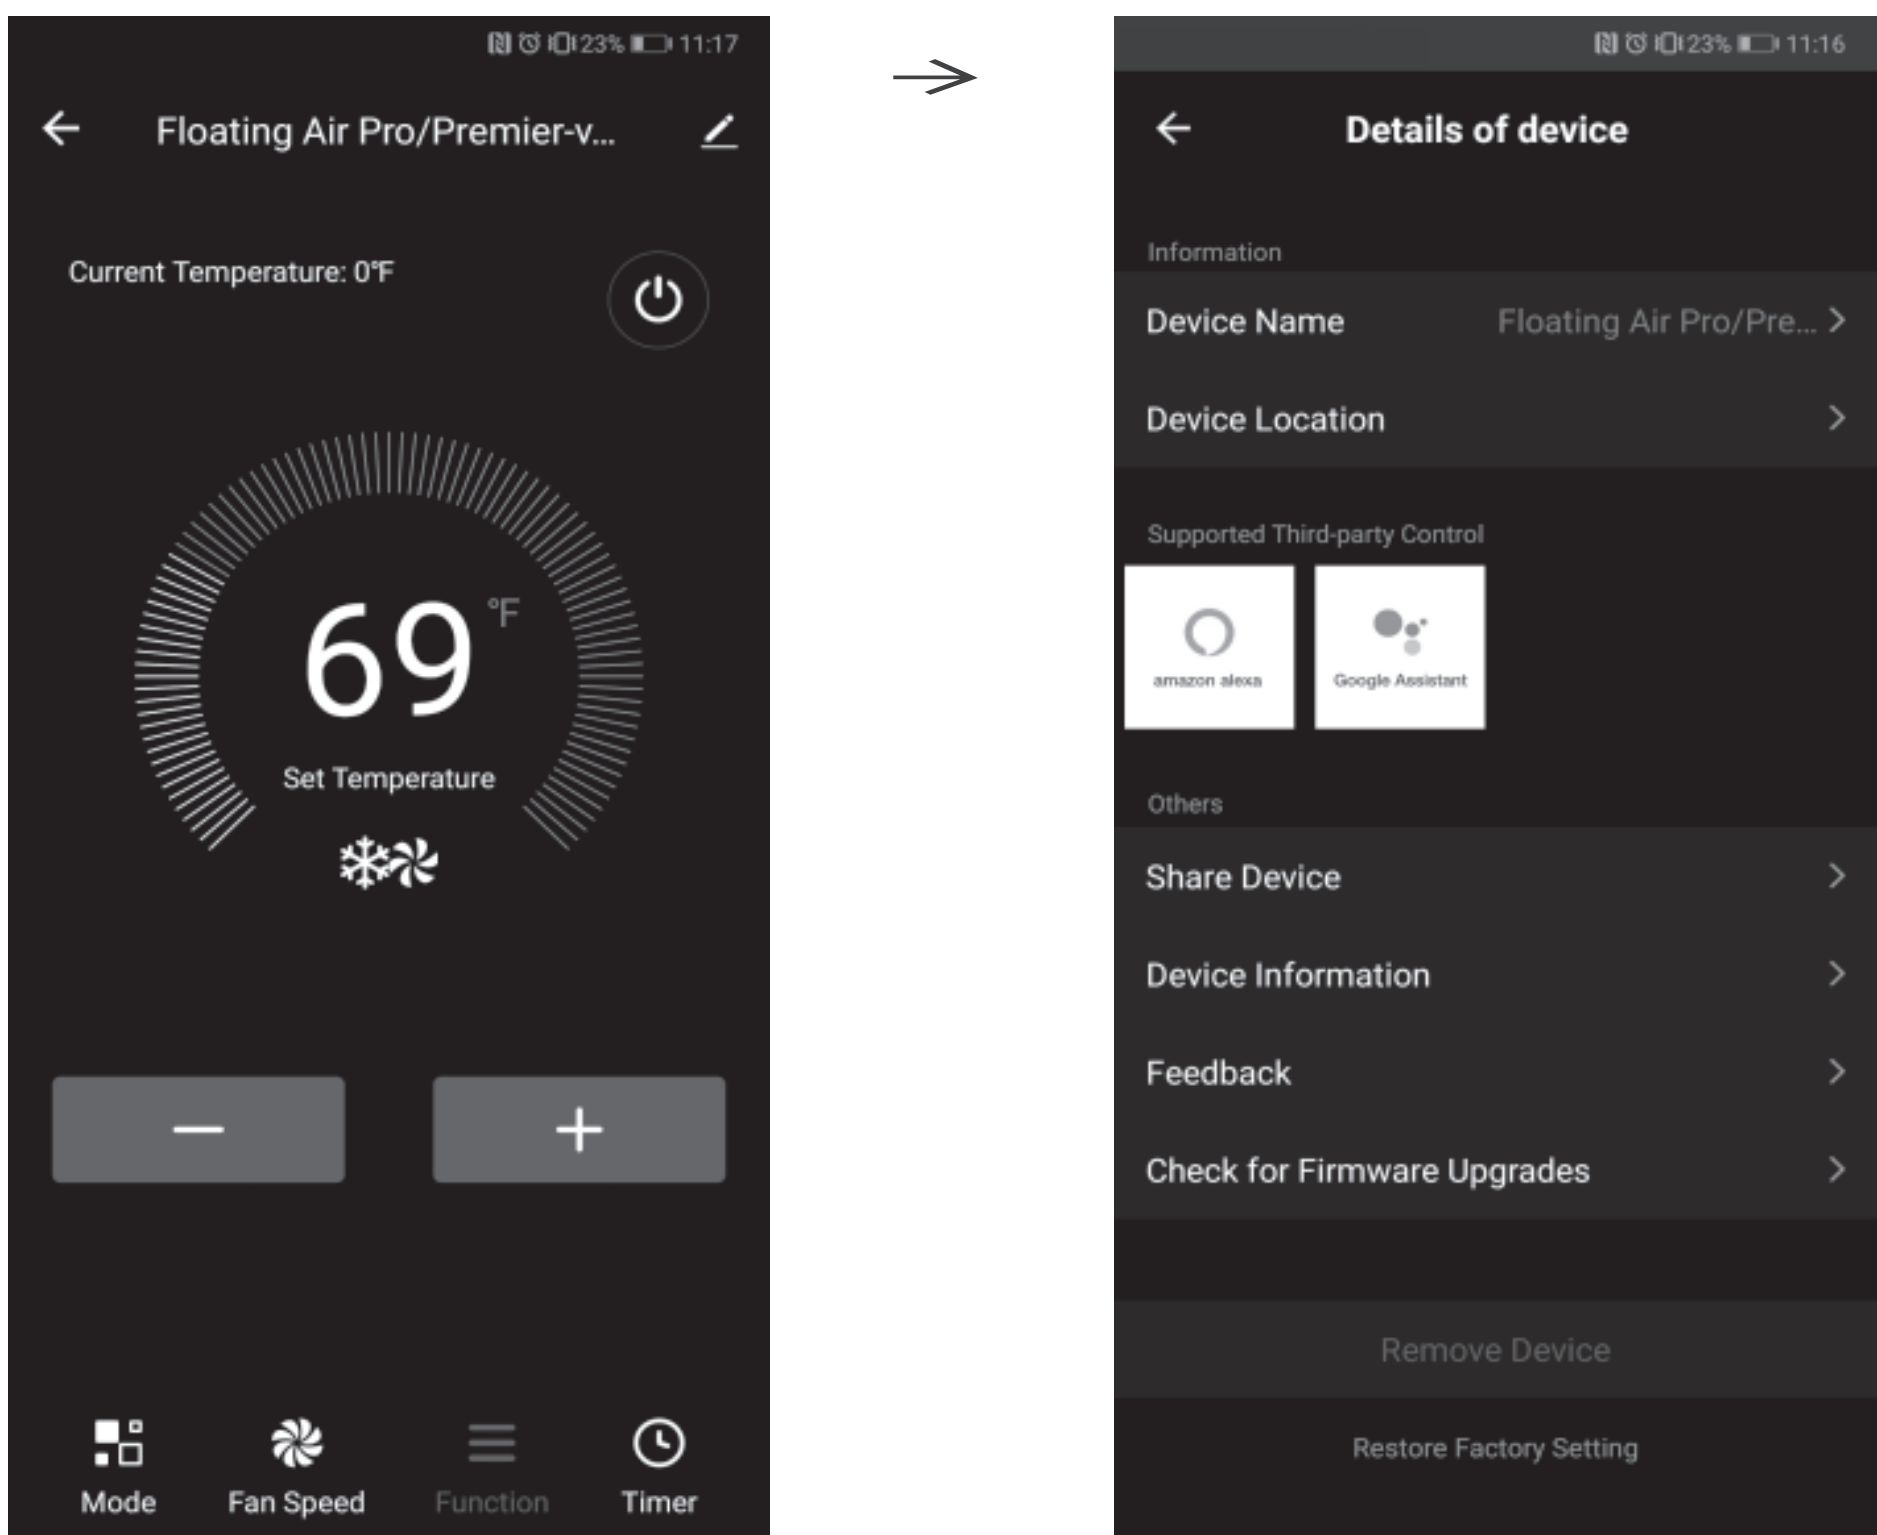 23% 11:17
Floating Air Pro/Premier-v...
Current Temperature: 0°F
69 °F
Set Temperature
Mode Fan Speed Function Timer
23% 11:16
Details of device
Information
Device Name Floating Air Pro/Pre...
Device Location
Supported Third-party Control
amazon alexa Google Assistant
Others
Share Device
Device Information
Feedback
Check for Firmware Upgrades
Remove Device
Restore Factory Setting